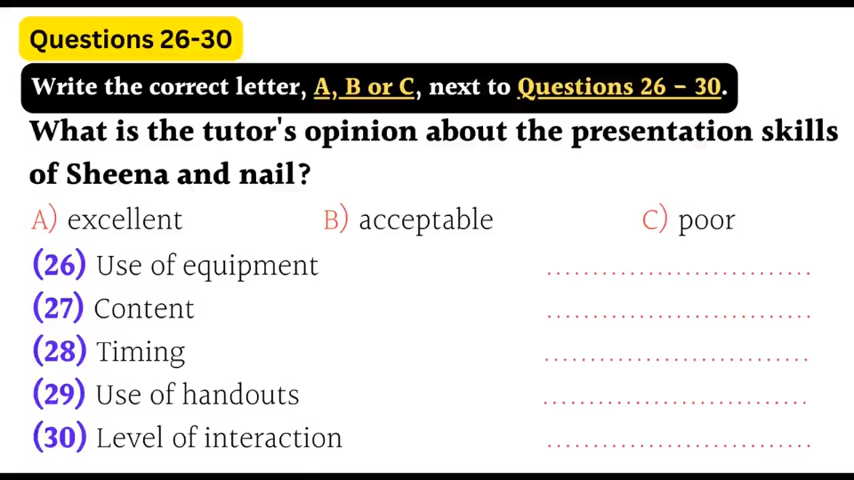 Questions 26-30
Write the correct letter, A, B or C, next to Questions 26 – 30.
What is the tutor's opinion about the presentation skills
of Sheena and nail?
A) excellent B) acceptable C) poor
(26) Use of equipment ............................
(27) Content ............................
(28) Timing ............................
(29) Use of handouts ............................
(30) Level of interaction ............................